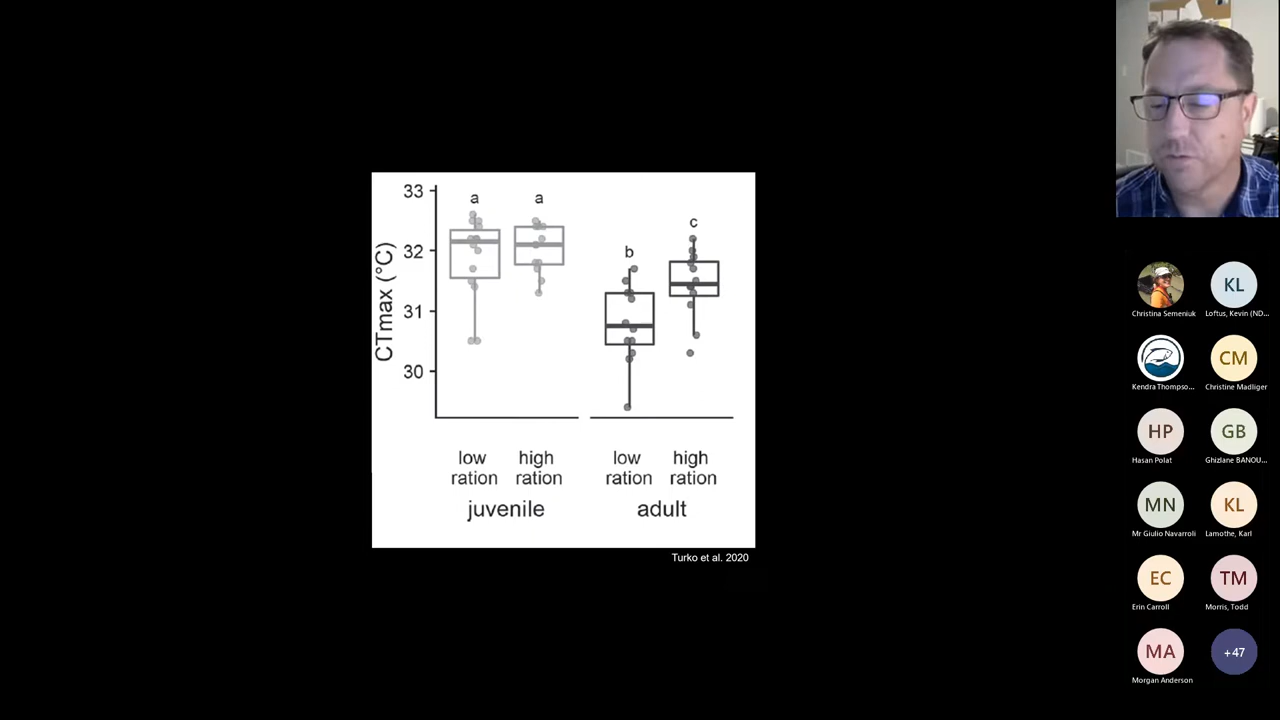 33
32
31
30
CTmax (°C)
a
a
b
c
low
ration
high
ration
low
ration
high
ration
juvenile
adult
Turko et al. 2020
Christina Semeniuk
KL
Loftus, Kevin (ND...
Kendra Thompso...
CM
Christine Madliger
HP
Hasan Polat
GB
Ghizlane BANOU...
MN
Mr Giulio Navarroli
KL
Lamothe, Karl
EC
Erin Carroll
TM
Morris, Todd
MA
Morgan Anderson
+47